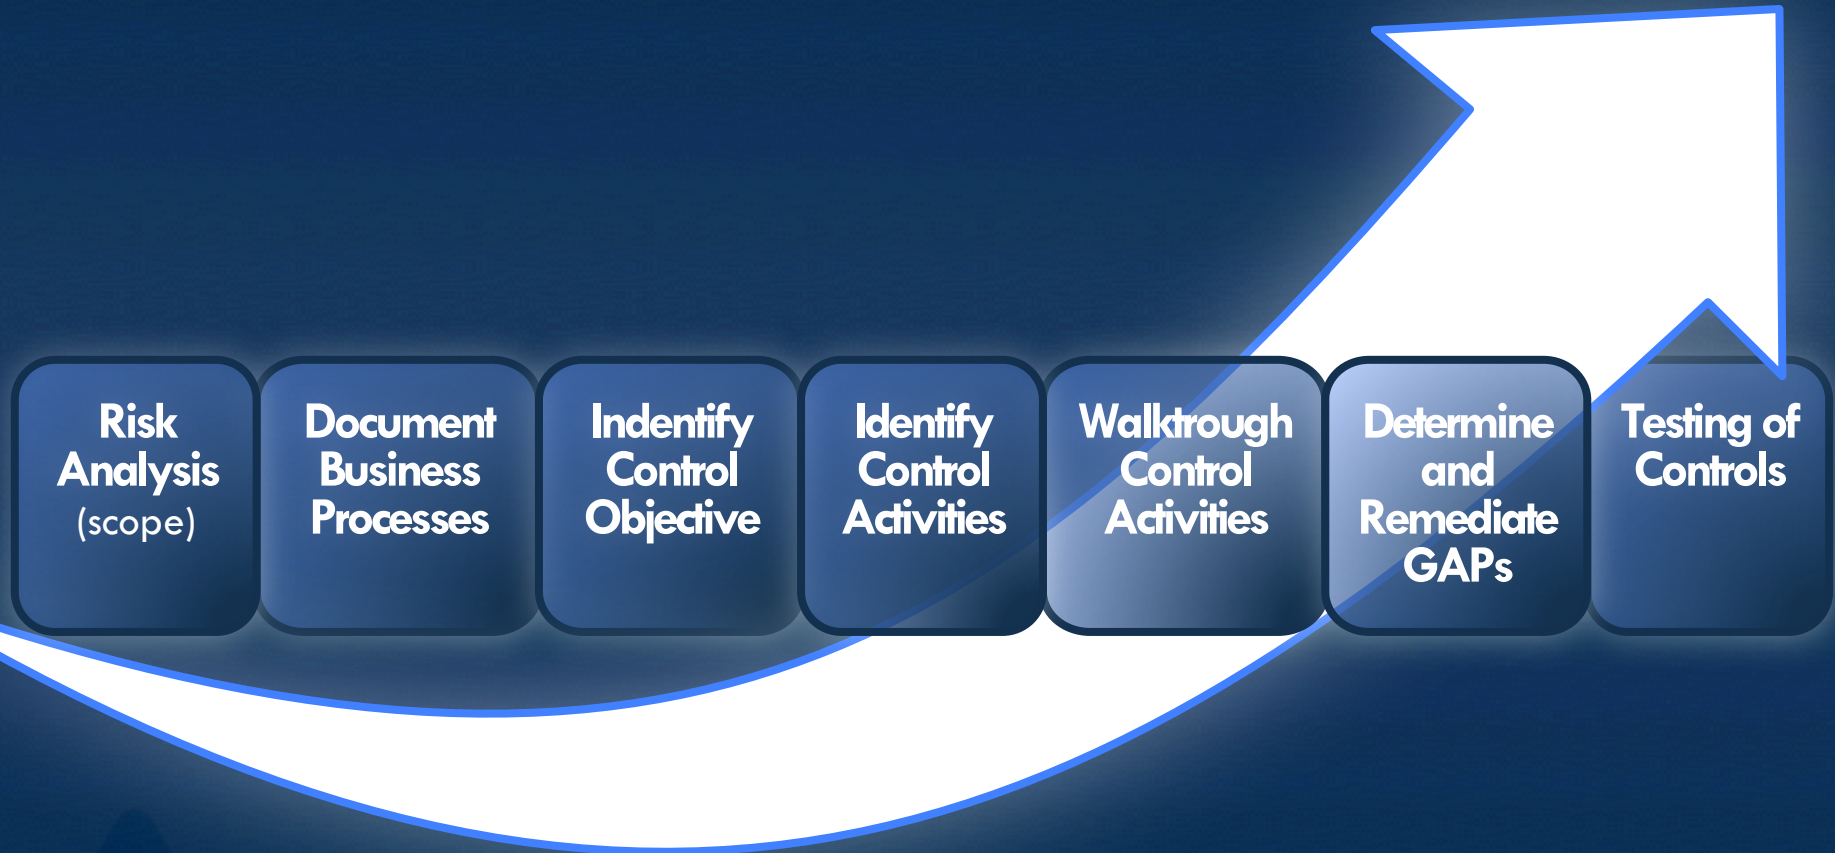 Risk
Analysis
(scope)
Document
Business
Processes
Indentify
Control
Objective
Identify
Control
Activities
Walktrough
Control
Activities
Determine
and
Remediate
GAPs
Testing of
Controls